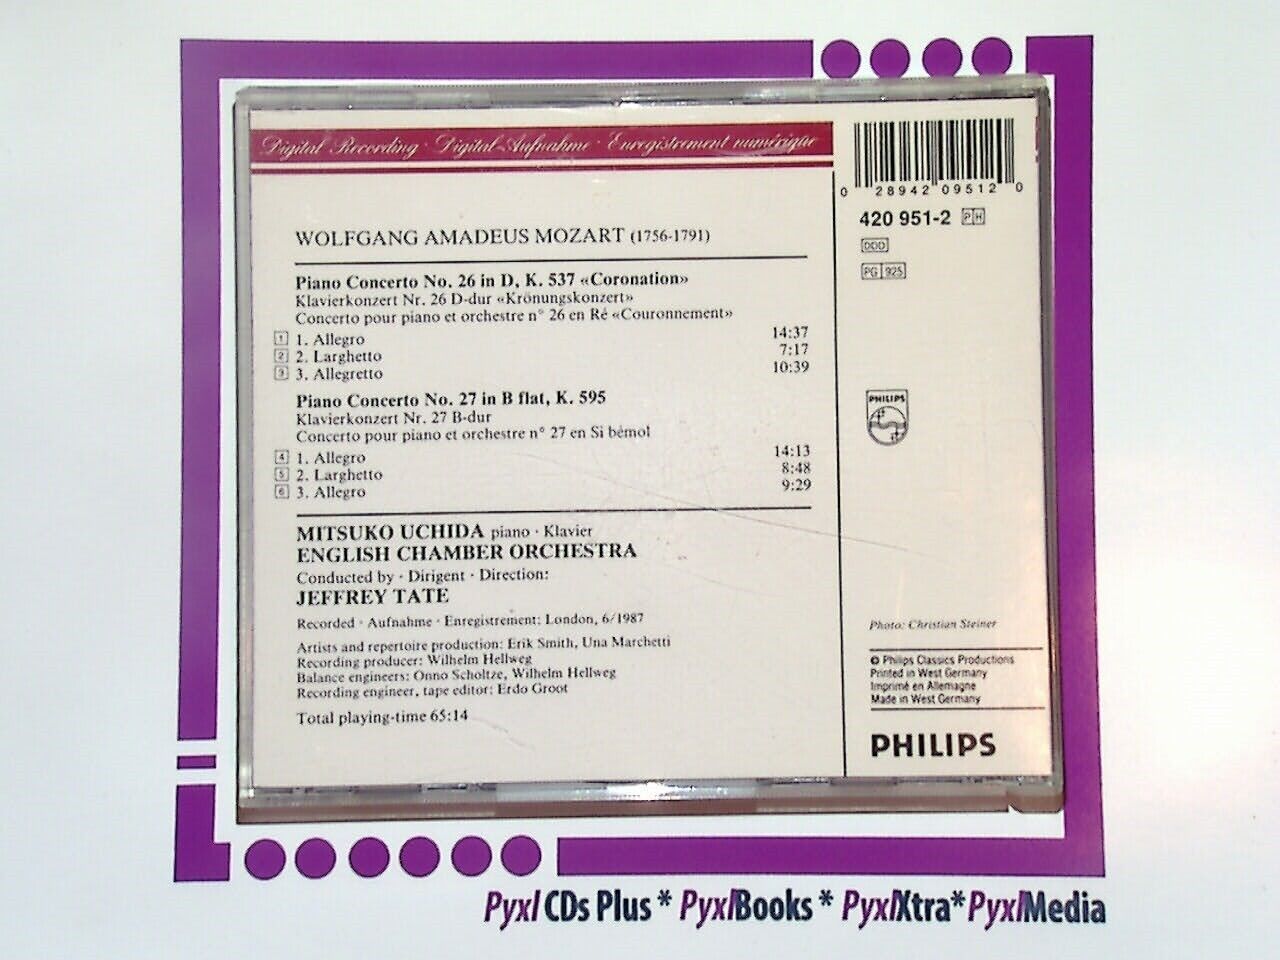 Digital Recording · Digital-Aufnahme · Enregistrement numérique
WOLFGANG AMADEUS MOZART (1756-1791)
Piano Concerto No. 26 in D, K. 537 «Coronation»
Klavierkonzert Nr. 26 D-dur «Krönungskonzert»
Concerto pour piano et orchestre n° 26 en Ré «Couronnement»
1 1. Allegro 14:37
2 2. Larghetto 7:17
3 3. Allegretto 10:39
Piano Concerto No. 27 in B flat, K. 595
Klavierkonzert Nr. 27 B-dur
Concerto pour piano et orchestre n° 27 en Si bémol
4 1. Allegro 14:13
5 2. Larghetto 8:48
6 3. Allegro 9:29
MITSUKO UCHIDA piano · Klavier
ENGLISH CHAMBER ORCHESTRA
Conducted by · Dirigent · Direction:
JEFFREY TATE
Recorded · Aufnahme · Enregistrement: London, 6/1987
Artists and repertoire production: Erik Smith, Una Marchetti
Recording producer: Wilhelm Hellweg
Balance engineers: Onno Scholtze, Wilhelm Hellweg
Recording engineer, tape editor: Erdo Groot
Total playing-time 65:14
0 28942 09512 0
420 951-2 PH
DDD
PG 925
PHILIPS
Photo: Christian Steiner
© Philips Classics Productions
Printed in West Germany
Imprimé en Allemagne
Made in West Germany
PHILIPS
Pyxl CDs Plus * PyxlBooks * PyxlXtra* PyxlMedia